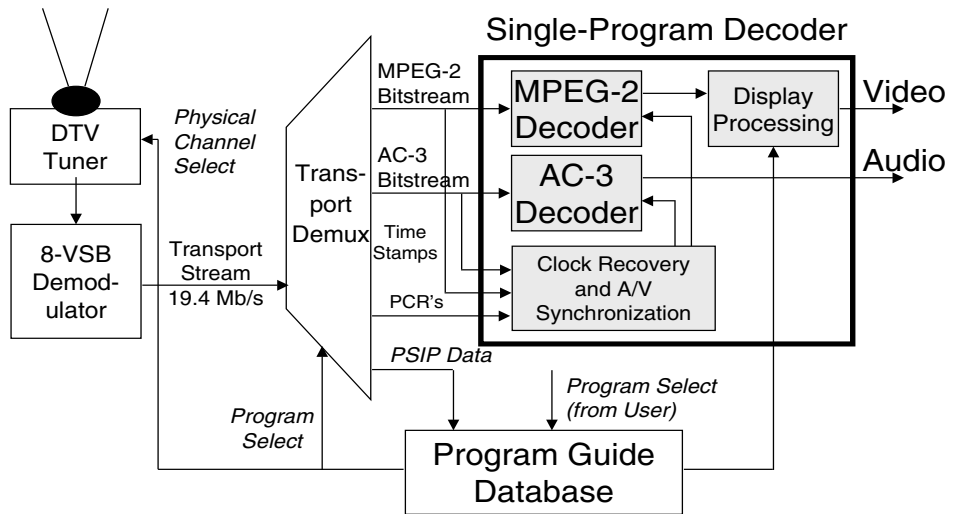 Single-Program Decoder
DTV
Tuner
Physical
Channel
Select
8-VSB
Demod-
ulator
Transport
Stream
19.4 Mb/s
Trans-
port
Demux
MPEG-2
Bitstream
AC-3
Bitstream
Time
Stamps
PCR's
PSIP Data
MPEG-2
Decoder
AC-3
Decoder
Clock Recovery
and A/V
Synchronization
Display
Processing
Video
Audio
Program
Select
Program Select
(from User)
Program Guide
Database